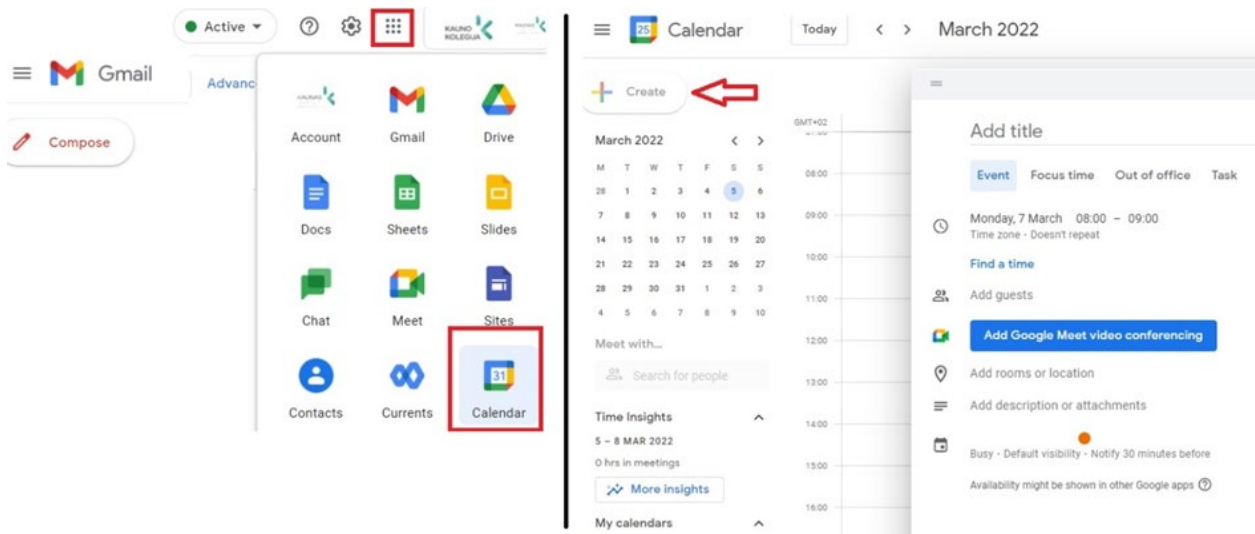 Active
KAUNO
KOLEGIJA
Gmail
Advanc
Compose
Account
Gmail
Drive
Docs
Sheets
Slides
Chat
Meet
Sites
Contacts
Currents
31
Calendar
25
Calendar
Today
March 2022
Create
March 2022
M T W T F S S
28 1 2 3 4 5 6
7 8 9 10 11 12 13
14 15 16 17 18 19 20
21 22 23 24 25 26 27
28 29 30 31 1 2 3
4 5 6 7 8 9 10
Meet with...
Search for people
Time Insights
5 – 8 MAR 2022
0 hrs in meetings
More insights
My calendars
GMT+02
08:00
09:00
10:00
11:00
12:00
13:00
14:00
15:00
16:00
Add title
Event Focus time Out of office Task
Monday, 7 March 08:00 – 09:00
Time zone - Doesn't repeat
Find a time
Add guests
Add Google Meet video conferencing
Add rooms or location
Add description or attachments
Busy - Default visibility - Notify 30 minutes before
Availability might be shown in other Google apps